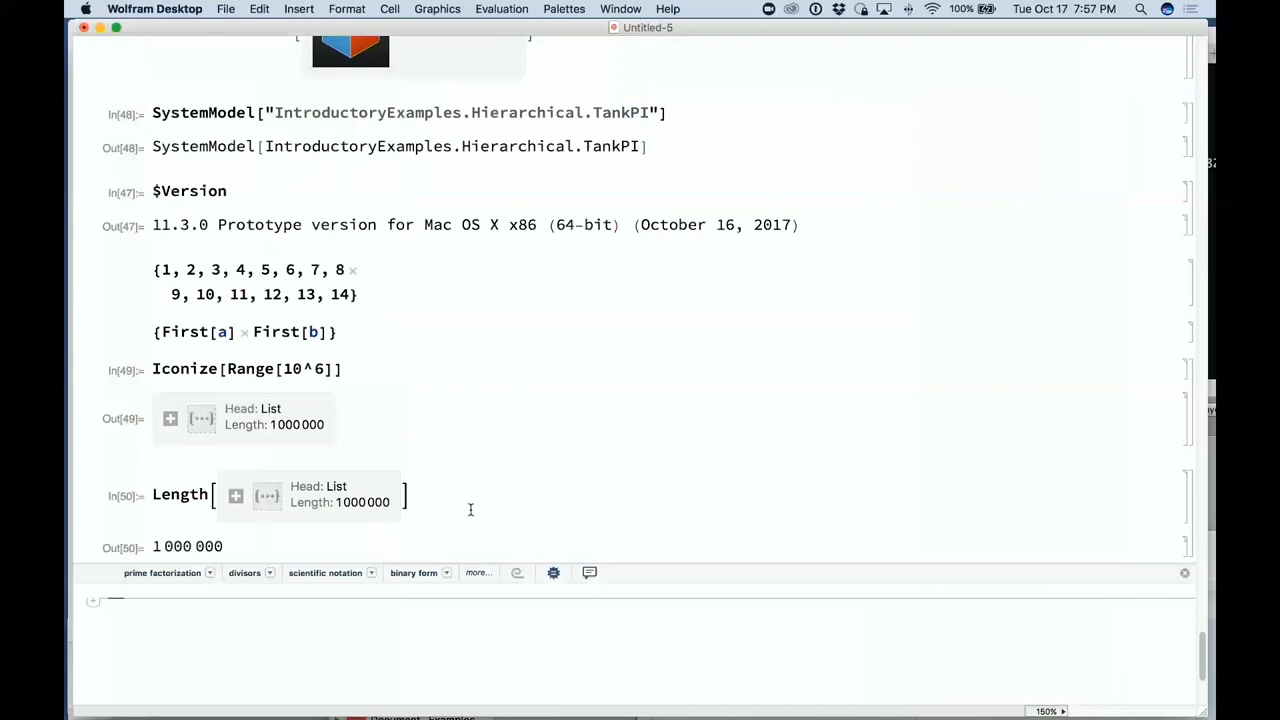 Wolfram Desktop File Edit Insert Format Cell Graphics Evaluation Palettes Window Help 100% Tue Oct 17 7:57 PM
Untitled-5
In[48]:= SystemModel["IntroductoryExamples.Hierarchical.TankPI"]
Out[48]= SystemModel[IntroductoryExamples.Hierarchical.TankPI]
In[47]:= $Version
Out[47]= 11.3.0 Prototype version for Mac OS X x86 (64-bit) (October 16, 2017)
{1, 2, 3, 4, 5, 6, 7, 8 ×
9, 10, 11, 12, 13, 14}
{First[a] × First[b]}
In[49]:= Iconize[Range[10^6]]
Head: List
Out[49]= {...}
Length: 1000000
Head: List
In[50]:= Length[ {...} ]
Length: 1000000
Out[50]= 1000000
prime factorization divisors scientific notation binary form more...
150%